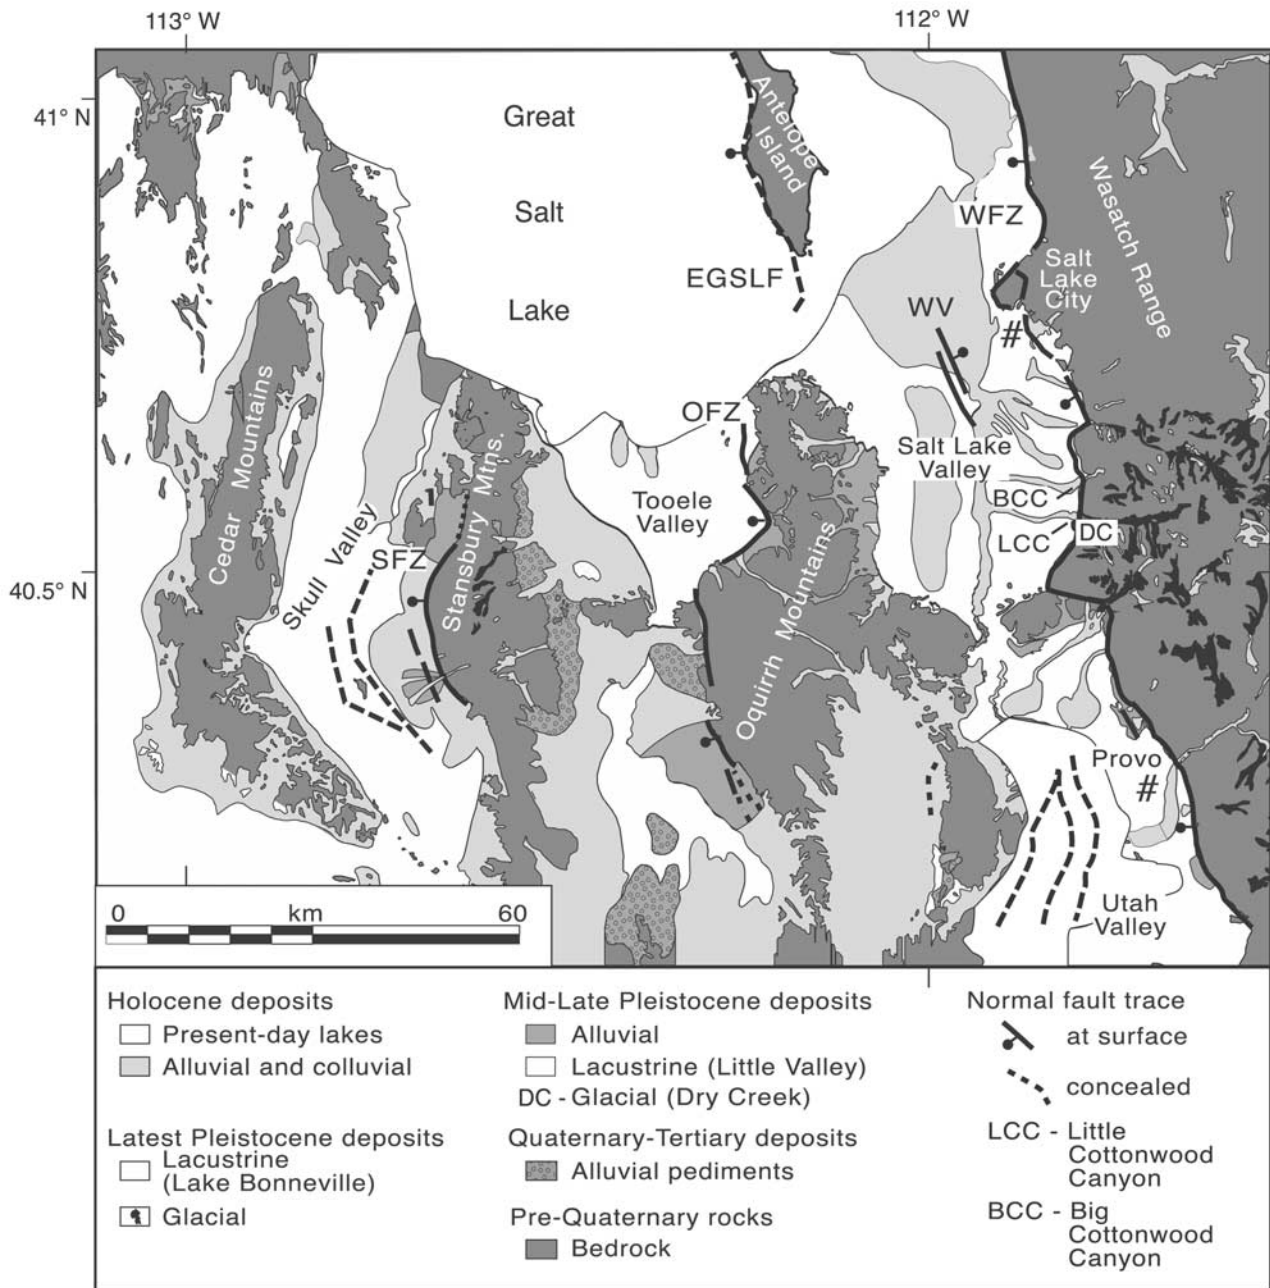 113° W
112° W
41° N
40.5° N
Great
Salt
Lake
Antelope
Island
EGSLF
WFZ
Wasatch Range
Salt
Lake
City
#
WV
OFZ
Salt Lake
Valley
BCC
LCC
DC
Cedar Mountains
Skull Valley
SFZ
1
Stansbury Mtns.
Tooele
Valley
Oquirrh Mountains
Provo
#
Utah
Valley
0 km 60
Holocene deposits
Present-day lakes
Alluvial and colluvial
Latest Pleistocene deposits
Lacustrine
(Lake Bonneville)
Glacial
Mid-Late Pleistocene deposits
Alluvial
Lacustrine (Little Valley)
DC - Glacial (Dry Creek)
Quaternary-Tertiary deposits
Alluvial pediments
Pre-Quaternary rocks
Bedrock
Normal fault trace
at surface
concealed
LCC - Little
Cottonwood
Canyon
BCC - Big
Cottonwood
Canyon